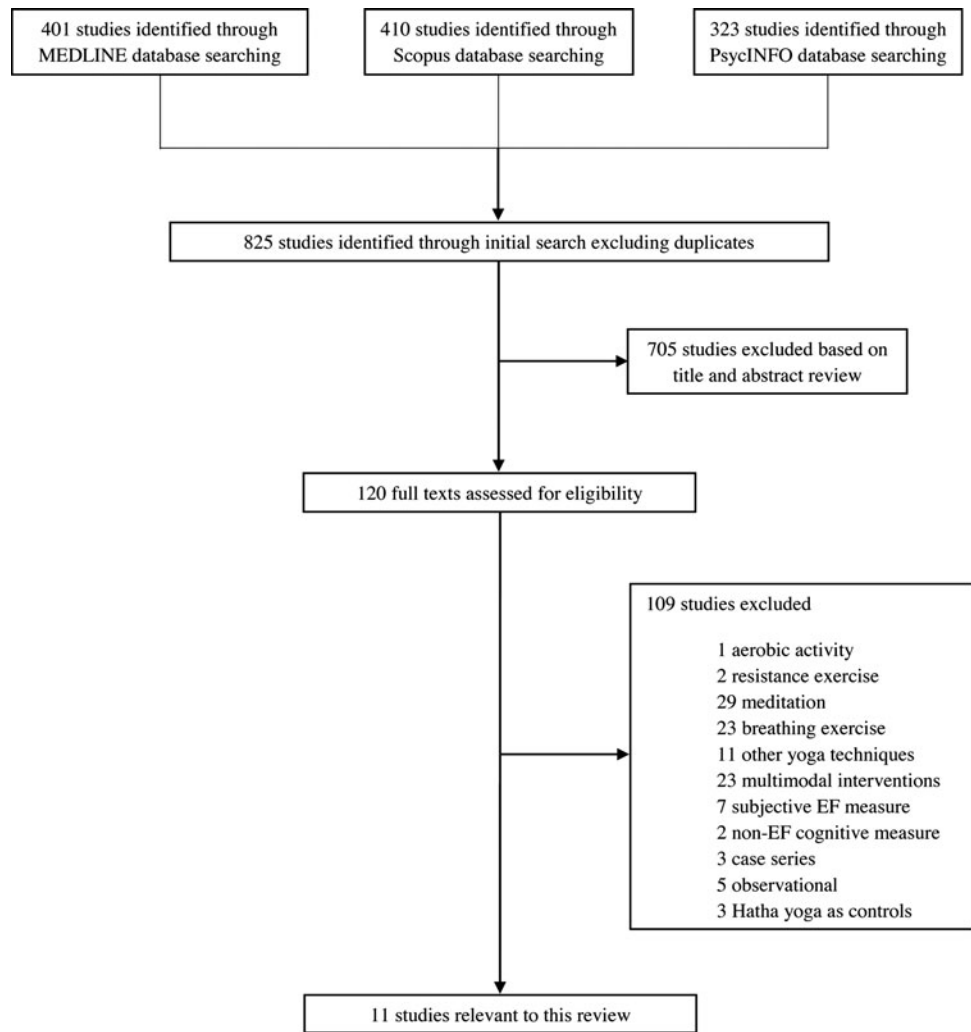 401 studies identified through
MEDLINE database searching
410 studies identified through
Scopus database searching
323 studies identified through
PsycINFO database searching
825 studies identified through initial search excluding duplicates
705 studies excluded based on
title and abstract review
120 full texts assessed for eligibility
109 studies excluded
1 aerobic activity
2 resistance exercise
29 meditation
23 breathing exercise
11 other yoga techniques
23 multimodal interventions
7 subjective EF measure
2 non-EF cognitive measure
3 case series
5 observational
3 Hatha yoga as controls
11 studies relevant to this review